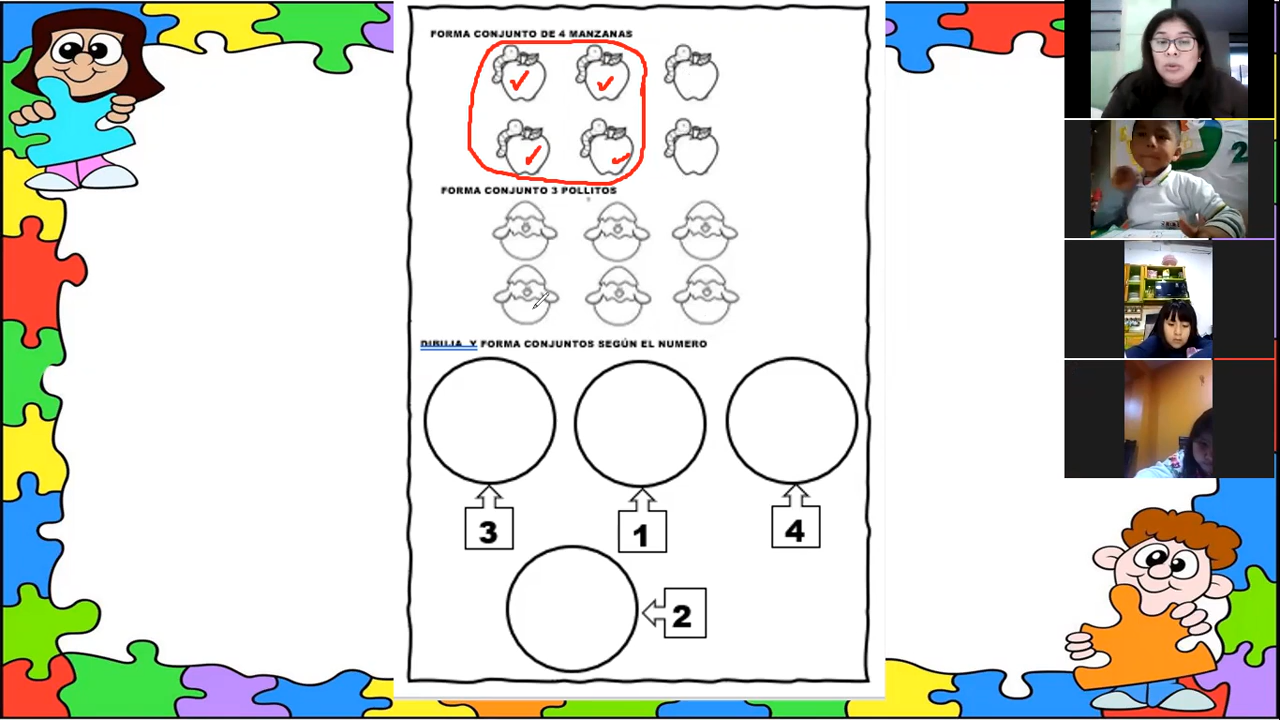 FORMA CONJUNTO DE 4 MANZANAS
FORMA CONJUNTO 3 POLLITOS
DIBUJA Y FORMA CONJUNTOS SEGÚN EL NUMERO
3
1
4
2
2